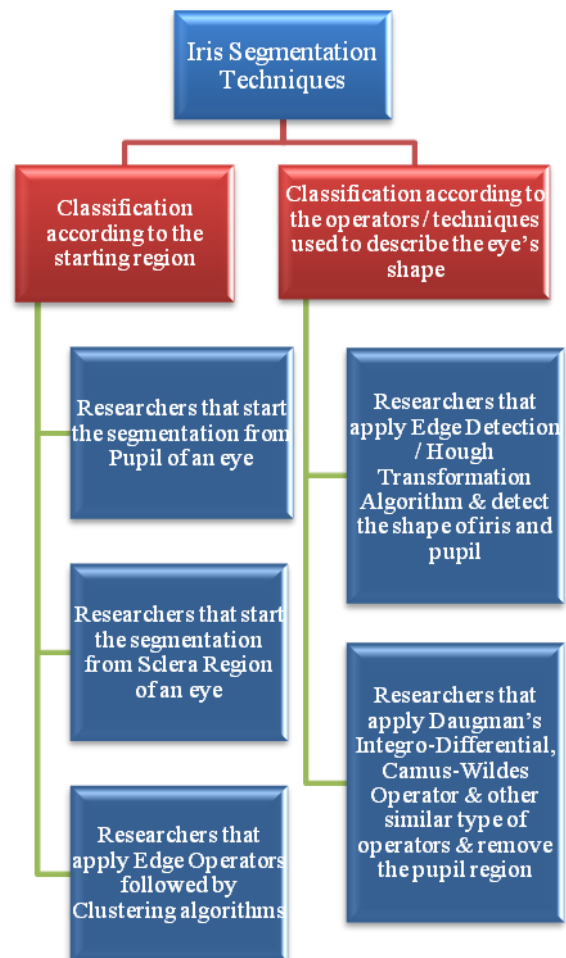 Iris Segmentation
Techniques
Classification
according to the
starting region
Classification according to
the operators / techniques
used to describe the eye’s
shape
Researchers that start
the segmentation from
Pupil of an eye
Researchers that start
the segmentation
from Sclera Region
of an eye
Researchers that
apply Edge Operators
followed by
Clustering algorithms
Researchers that
apply Edge Detection
/ Hough
Transformation
Algorithm & detect
the shape of iris and
pupil
Researchers that
apply Daugman’s
Integro-Differential,
Camus-Wildes
Operator & other
similar type of
operators & remove
the pupil region